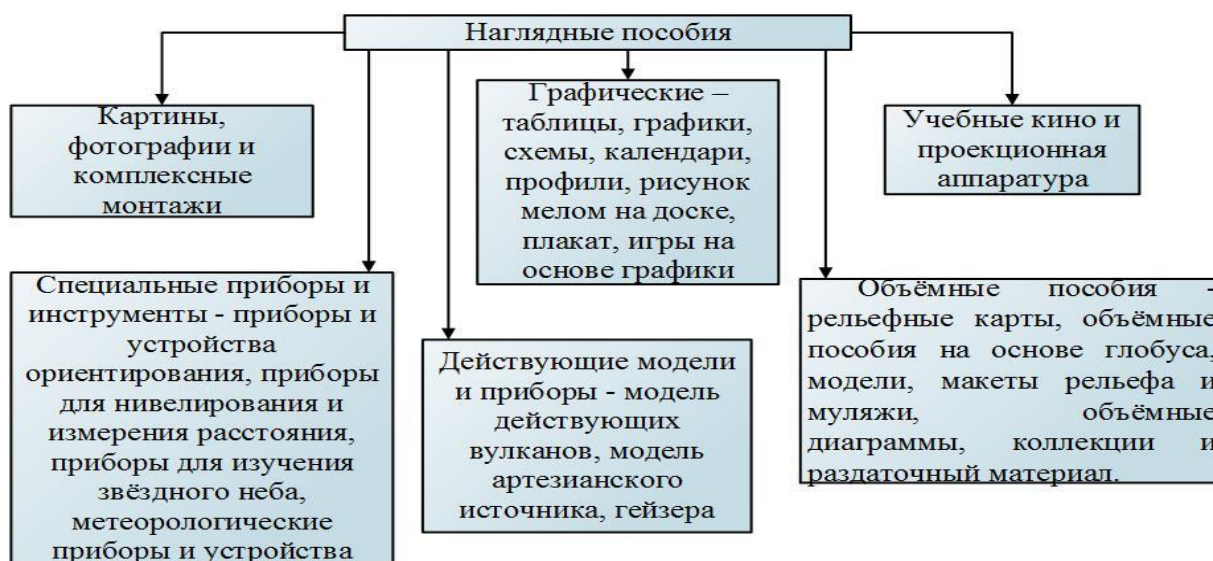 Наглядные пособия
Картины,
фотографии и
комплексные
монтажи
Графические –
таблицы, графики,
схемы, календари,
профили, рисунок
мелом на доске,
плакат, игры на
основе графики
Учебные кино и
проекционная
аппаратура
Специальные приборы и
инструменты - приборы и
устройства
ориентирования, приборы
для нивелирования и
измерения расстояния,
приборы для изучения
звёздного неба,
метеорологические
приборы и устройства
Действующие модели
и приборы - модель
действующих
вулканов, модель
артезианского
источника, гейзера
Объёмные пособия -
рельефные карты, объёмные
пособия на основе глобуса,
модели, макеты рельефа и
муляжи, объёмные
диаграммы, коллекции и
раздаточный материал.